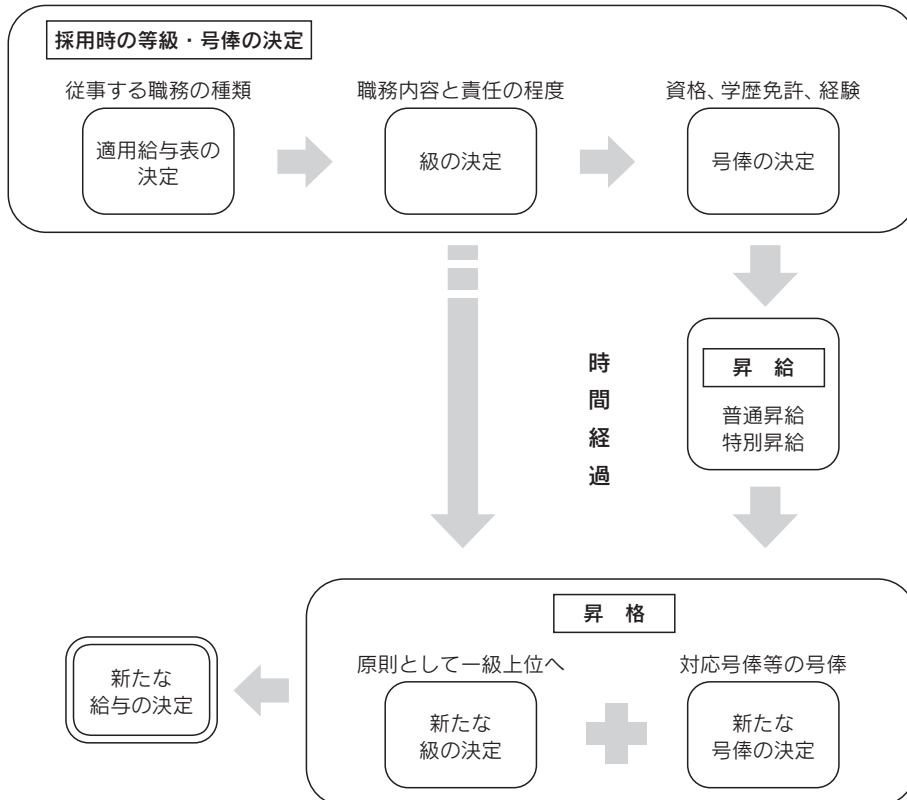 採用時の等級・号俸の決定
従事する職務の種類
適用給与表の
決定
職務内容と責任の程度
級の決定
資格、学歴免許、経験
号俸の決定
時間経過
昇 給
普通昇給
特別昇給
昇 格
原則として一級上位へ
新たな
級の決定
対応号俸等の号俸
新たな
号俸の決定
新たな
給与の決定